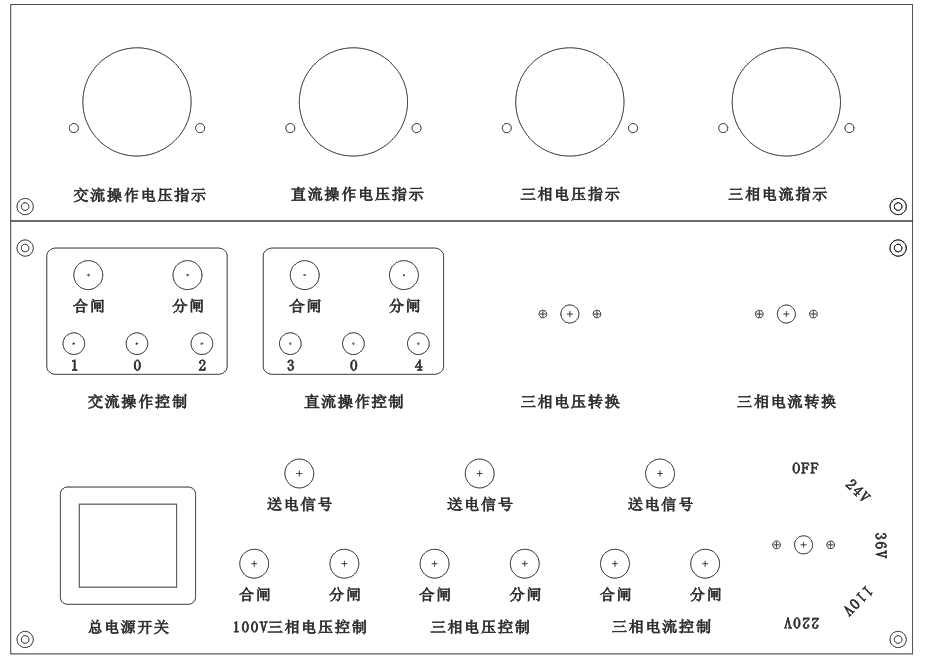 交流操作电压指示 直流操作电压指示 三相电压指示 三相电流指示
合闸 分闸 合闸 分闸
1 0 2 3 0 4
交流操作控制 直流操作控制 三相电压转换 三相电流转换
OFF
24V
送电信号 送电信号 送电信号
36V
合闸 分闸 合闸 分闸 合闸 分闸
110V
220V
总电源开关 100V三相电压控制 三相电压控制 三相电流控制